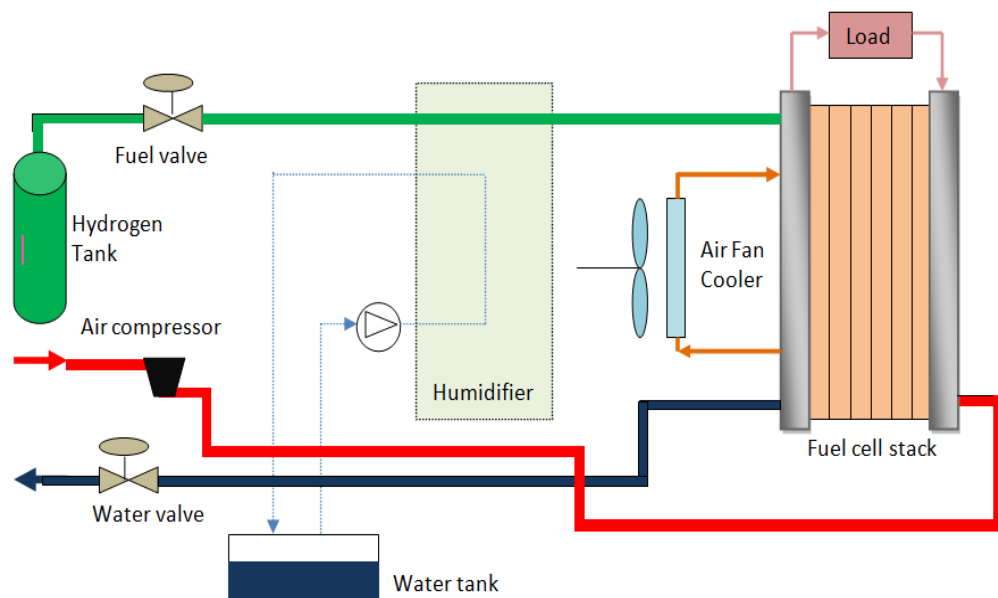 Load
Fuel valve
Hydrogen
Tank
Air Fan
Cooler
Air compressor
Humidifier
Fuel cell stack
Water valve
Water tank